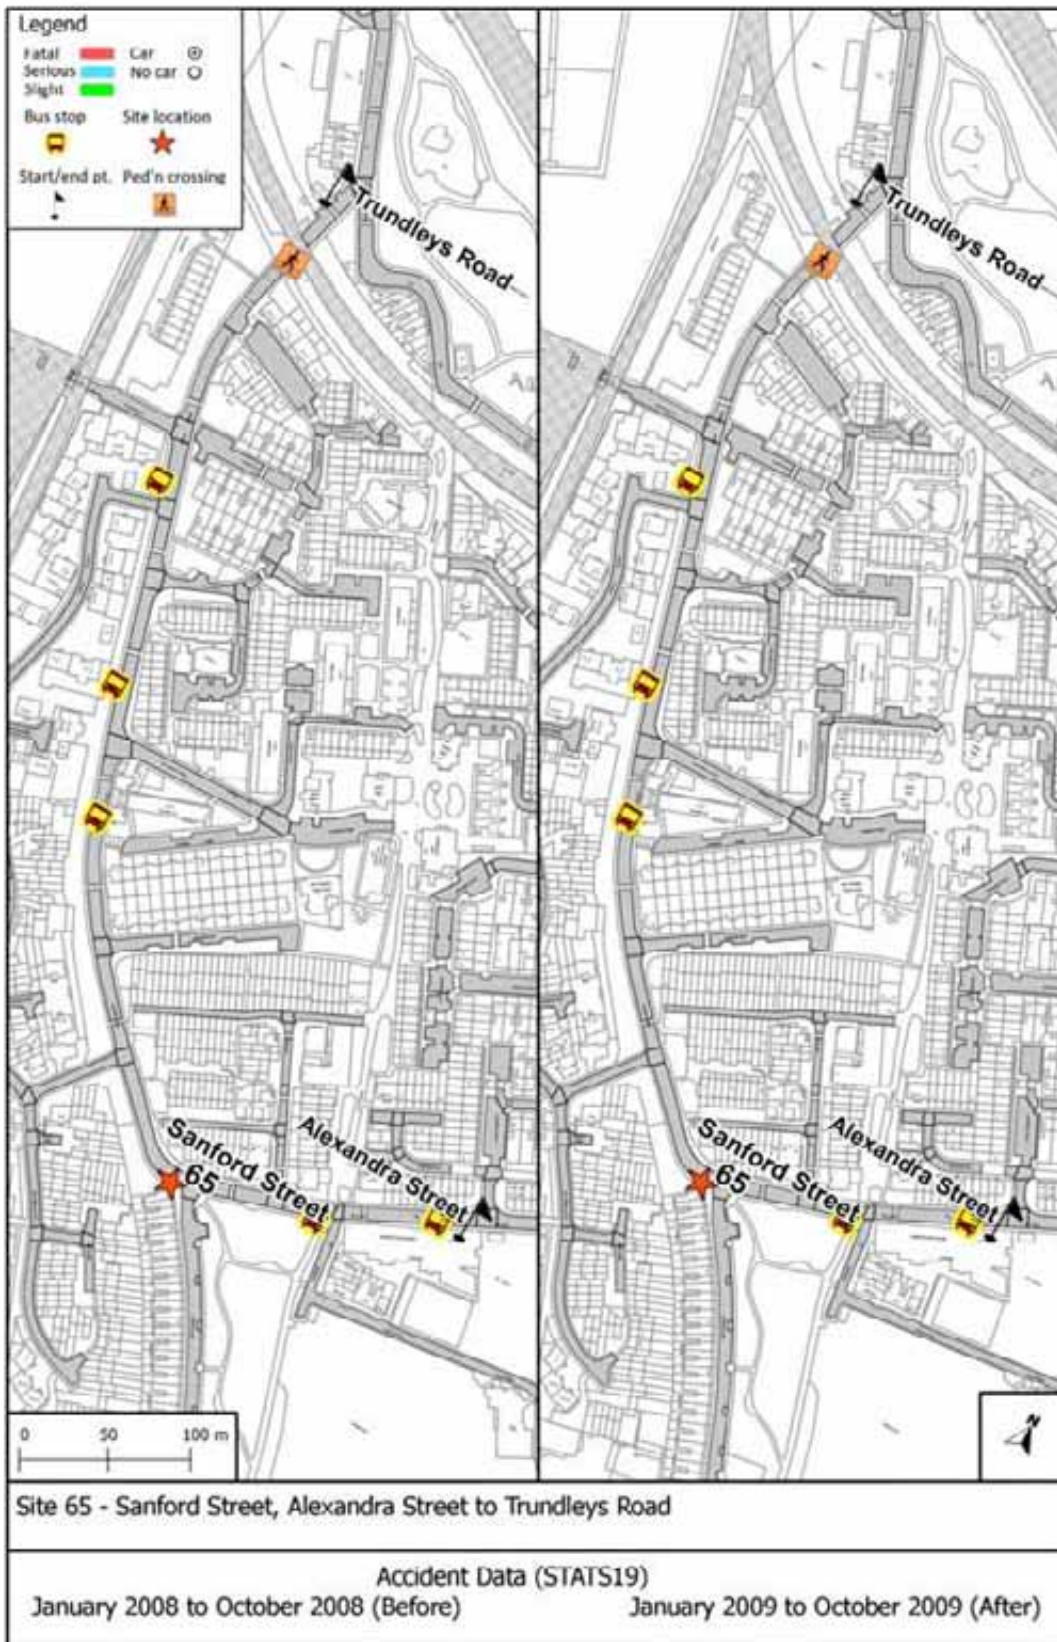 Legend
Fatal Car
Serious No car
Slight
Bus stop Site location
Start/end pt. Ped'n crossing
Trundleys Road
Trundleys Road
Sanford Street
Alexandra Street
65
Sanford Street
Alexandra Street
65
0 50 100 m
N
Site 65 - Sanford Street, Alexandra Street to Trundleys Road
Accident Data (STATS19)
January 2008 to October 2008 (Before) January 2009 to October 2009 (After)